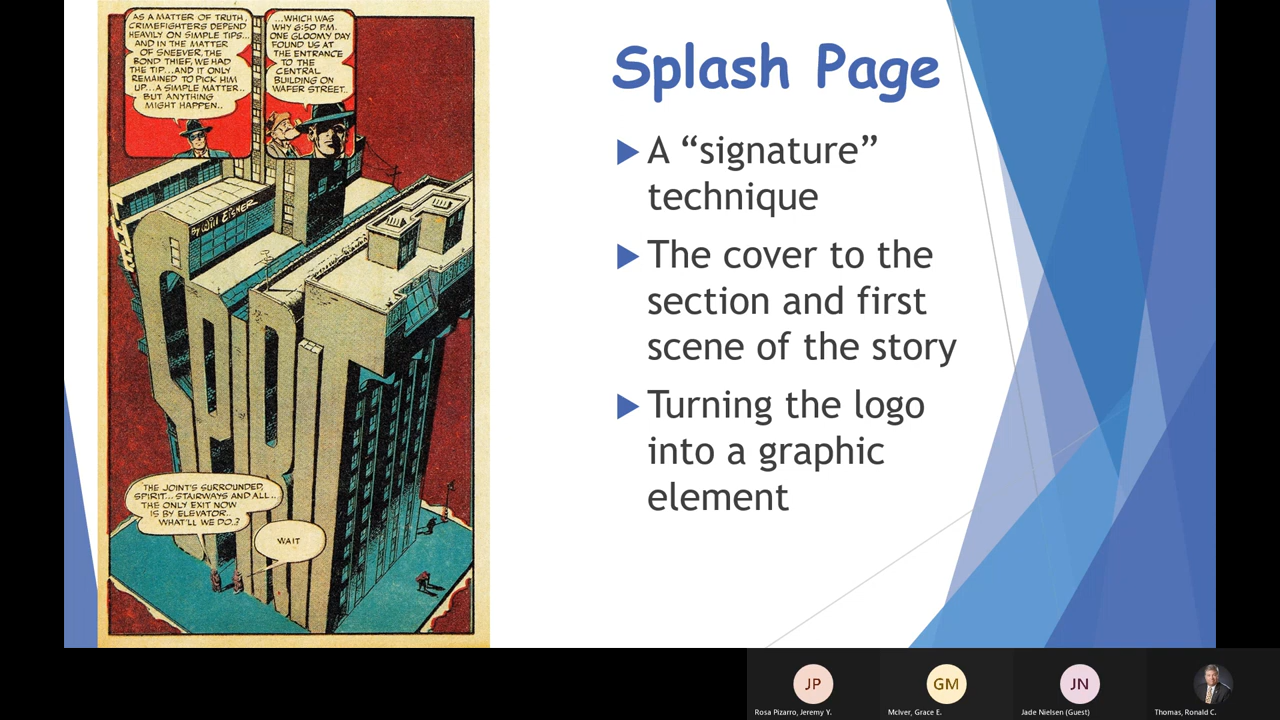 AS A MATTER OF TRUTH,
CRIMEFIGHTERS DEPEND
HEAVILY ON SIMPLE TIPS...
AND IN THE MATTER
OF SNEEVER, THE
BOND THIEF, WE HAD
THE TIP...AND IT ONLY
REMAINED TO PICK HIM
UP...A SIMPLE MATTER..
BUT ANYTHING
MIGHT HAPPEN..
...WHICH WAS
WHY 6:50 P.M.
ONE GLOOMY DAY
FOUND US AT
THE ENTRANCE
TO THE
CENTRAL
BUILDING ON
WAFER STREET..
By Will EISNER
THE
SPIRIT
THE JOINT'S SURROUNDED,
SPIRIT...STAIRWAYS AND ALL..
THE ONLY EXIT NOW
IS BY ELEVATOR..
WHAT'LL WE DO..?
WAIT
Splash Page
A “signature”
technique
The cover to the
section and first
scene of the story
Turning the logo
into a graphic
element
JP
GM
JN
Rosa Pizarro, Jeremy Y.
McIver, Grace E.
Jade Nielsen (Guest)
Thomas, Ronald C.